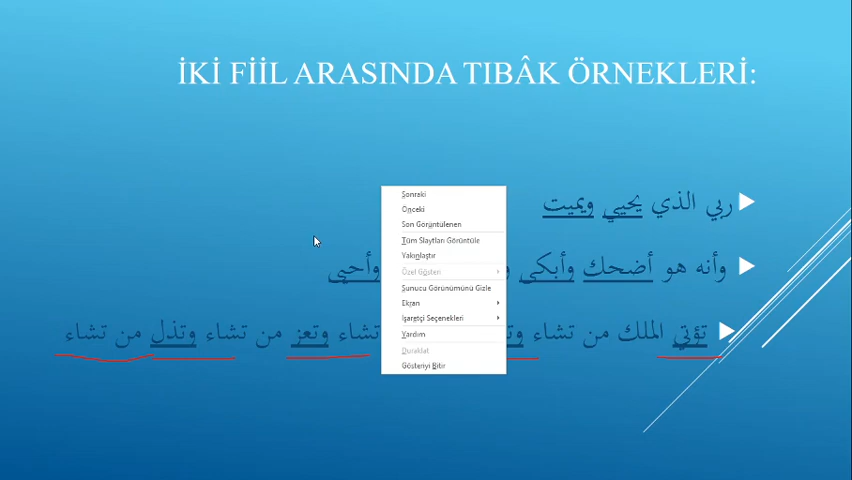 İKİ FİİL ARASINDA TIBÂK ÖRNEKLERİ:
ربي الذي يحيي ويميت
وأنه هو أضحك وأبكى وأحيى
تؤتي الملك من تشاء تشاء وتعز من تشاء وتذل من تشاء
Sonraki
Önceki
Son Görüntülenen
Tüm Slaytları Görüntüle
Yakınlaştır
Özel Gösteri
Sunucu Görünümünü Gizle
Ekran
İşaretçi Seçenekleri
Yardım
Duraklat
Gösteriyi Bitir